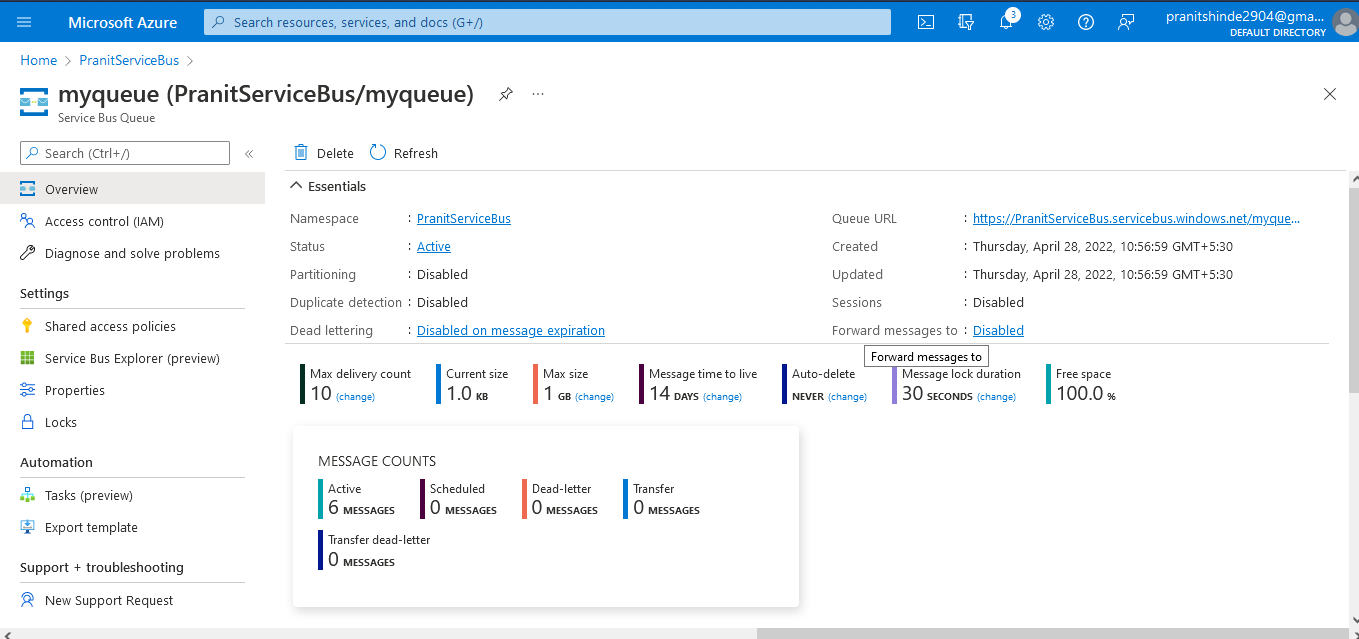 Microsoft Azure
Search resources, services, and docs (G+/)
3
pranitshinde2904@gma...
DEFAULT DIRECTORY
Home > PranitServiceBus >
myqueue (PranitServiceBus/myqueue)
...
Service Bus Queue
Search (Ctrl+/)
«
Overview
Access control (IAM)
Diagnose and solve problems
Settings
Shared access policies
Service Bus Explorer (preview)
Properties
Locks
Automation
Tasks (preview)
Export template
Support + troubleshooting
New Support Request
Delete
Refresh
Essentials
Namespace : PranitServiceBus
Status : Active
Partitioning : Disabled
Duplicate detection : Disabled
Dead lettering : Disabled on message expiration
Queue URL : https://PranitServiceBus.servicebus.windows.net/myque...
Created : Thursday, April 28, 2022, 10:56:59 GMT+5:30
Updated : Thursday, April 28, 2022, 10:56:59 GMT+5:30
Sessions : Disabled
Forward messages to : Disabled
Forward messages to
Max delivery count
10 (change)
Current size
1.0 KB
Max size
1 GB (change)
Message time to live
14 DAYS (change)
Auto-delete
NEVER (change)
Message lock duration
30 SECONDS (change)
Free space
100.0 %
MESSAGE COUNTS
Active
6 MESSAGES
Scheduled
0 MESSAGES
Dead-letter
0 MESSAGES
Transfer
0 MESSAGES
Transfer dead-letter
0 MESSAGES